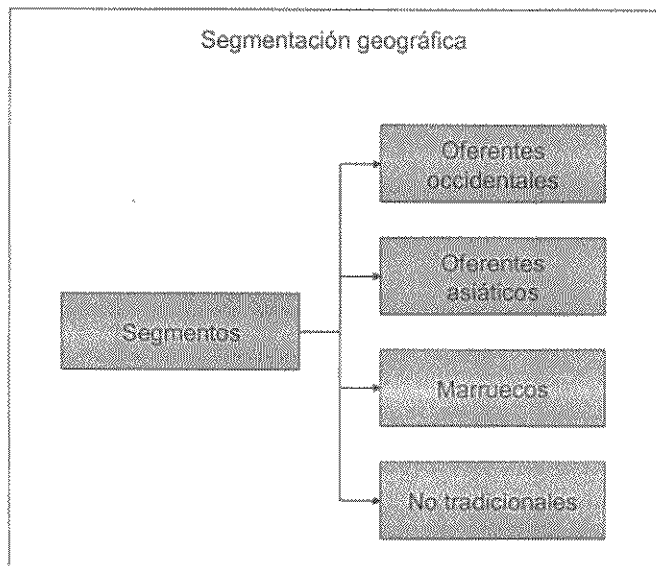 Segmentación geográfica
Segmentos
Oferentes
occidentales
Oferentes
asiáticos
Marruecos
No tradicionales